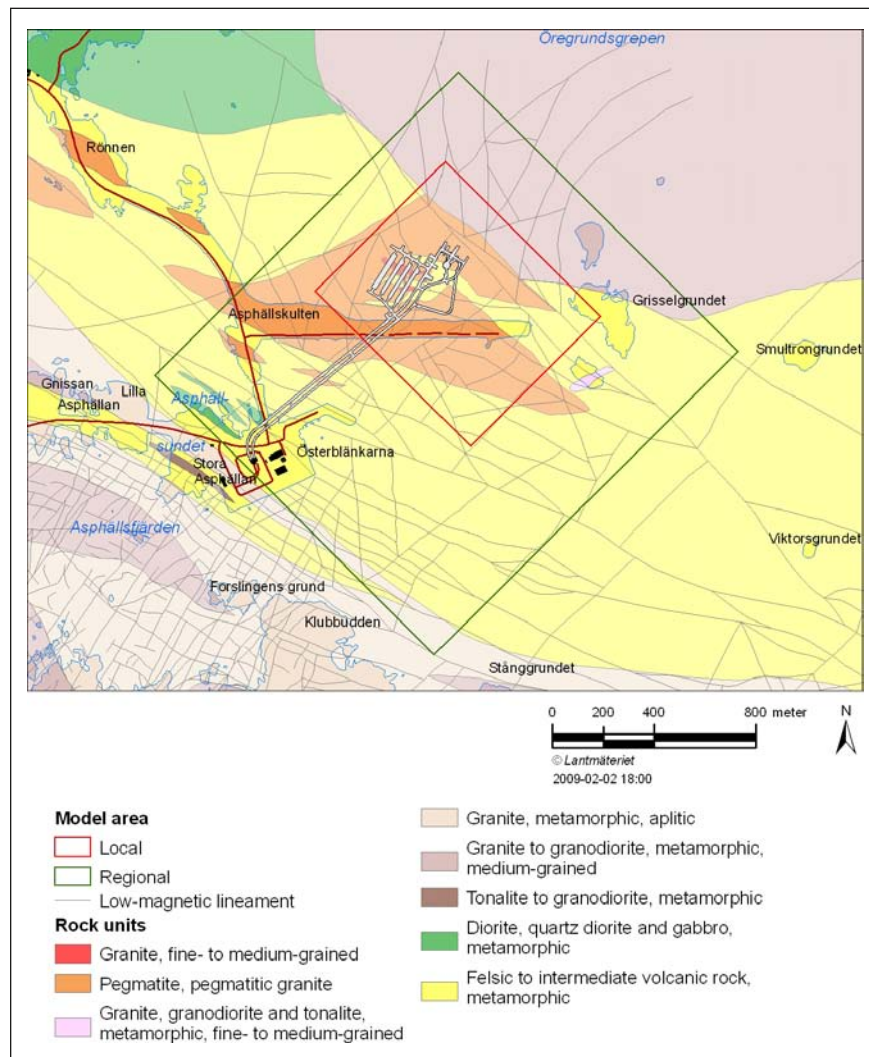 Öregrundsgrepen
Rönnen
Asphällskulten
Grisselgrundet
Smultrongrundet
Gnissan
Lilla
Asphäll-
Asphällan
sundet
Österblänkarna
Stora
Asphällan
Asphällsfjärden
Viktorsgrundet
Forslingens grund
Klubbudden
Stånggrundet
0 200 400 800 meter
N
© Lantmäteriet
2009-02-02 18:00
Model area
Local
Regional
Low-magnetic lineament
Rock units
Granite, fine- to medium-grained
Pegmatite, pegmatitic granite
Granite, granodiorite and tonalite,
metamorphic, fine- to medium-grained
Granite, metamorphic, aplitic
Granite to granodiorite, metamorphic,
medium-grained
Tonalite to granodiorite, metamorphic
Diorite, quartz diorite and gabbro,
metamorphic
Felsic to intermediate volcanic rock,
metamorphic